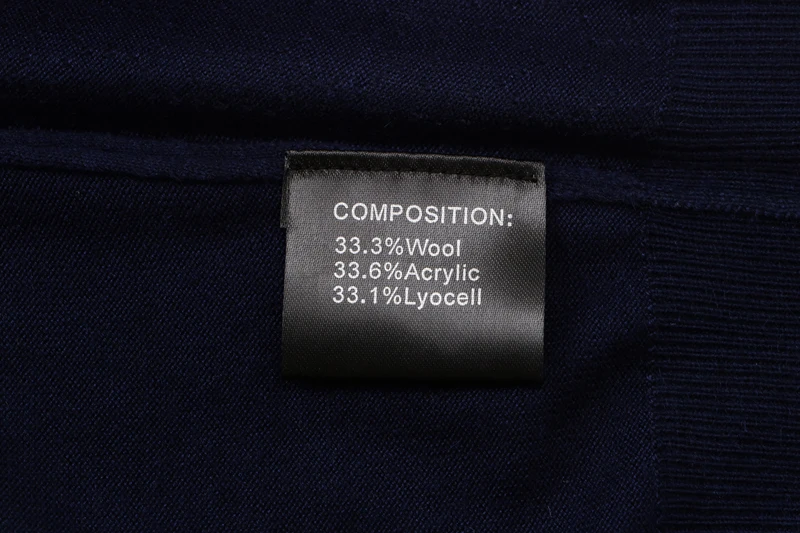 COMPOSITION:
33.3%Wool
33.6%Acrylic
33.1%Lyocell